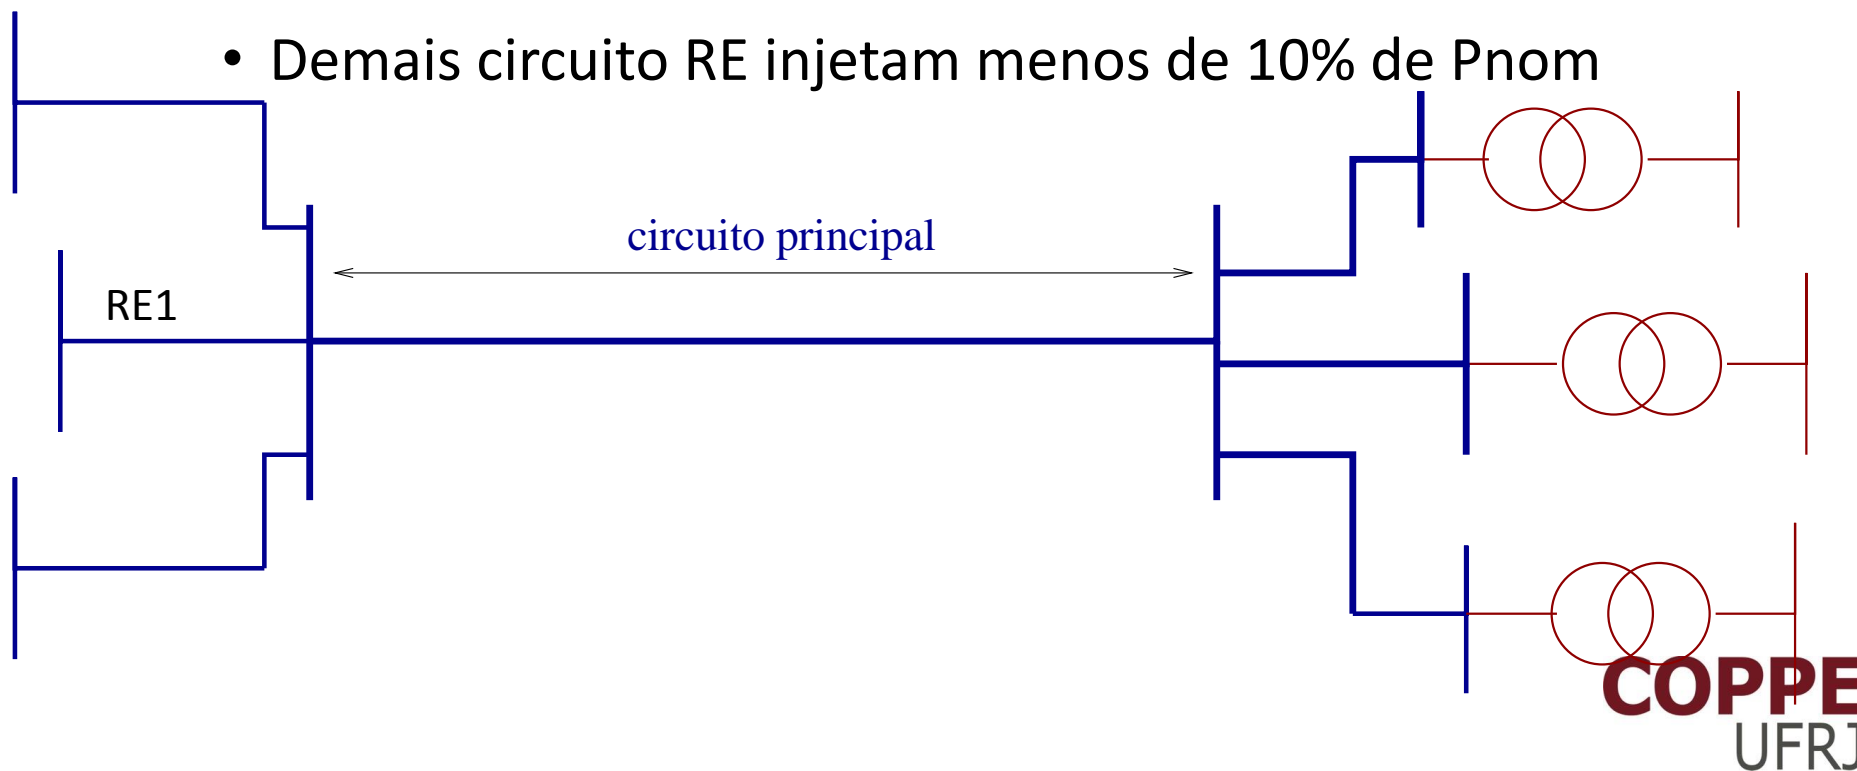 • Demais circuito RE injetam menos de 10% de Pnom
circuito principal
RE1
COPPE
UFRJ